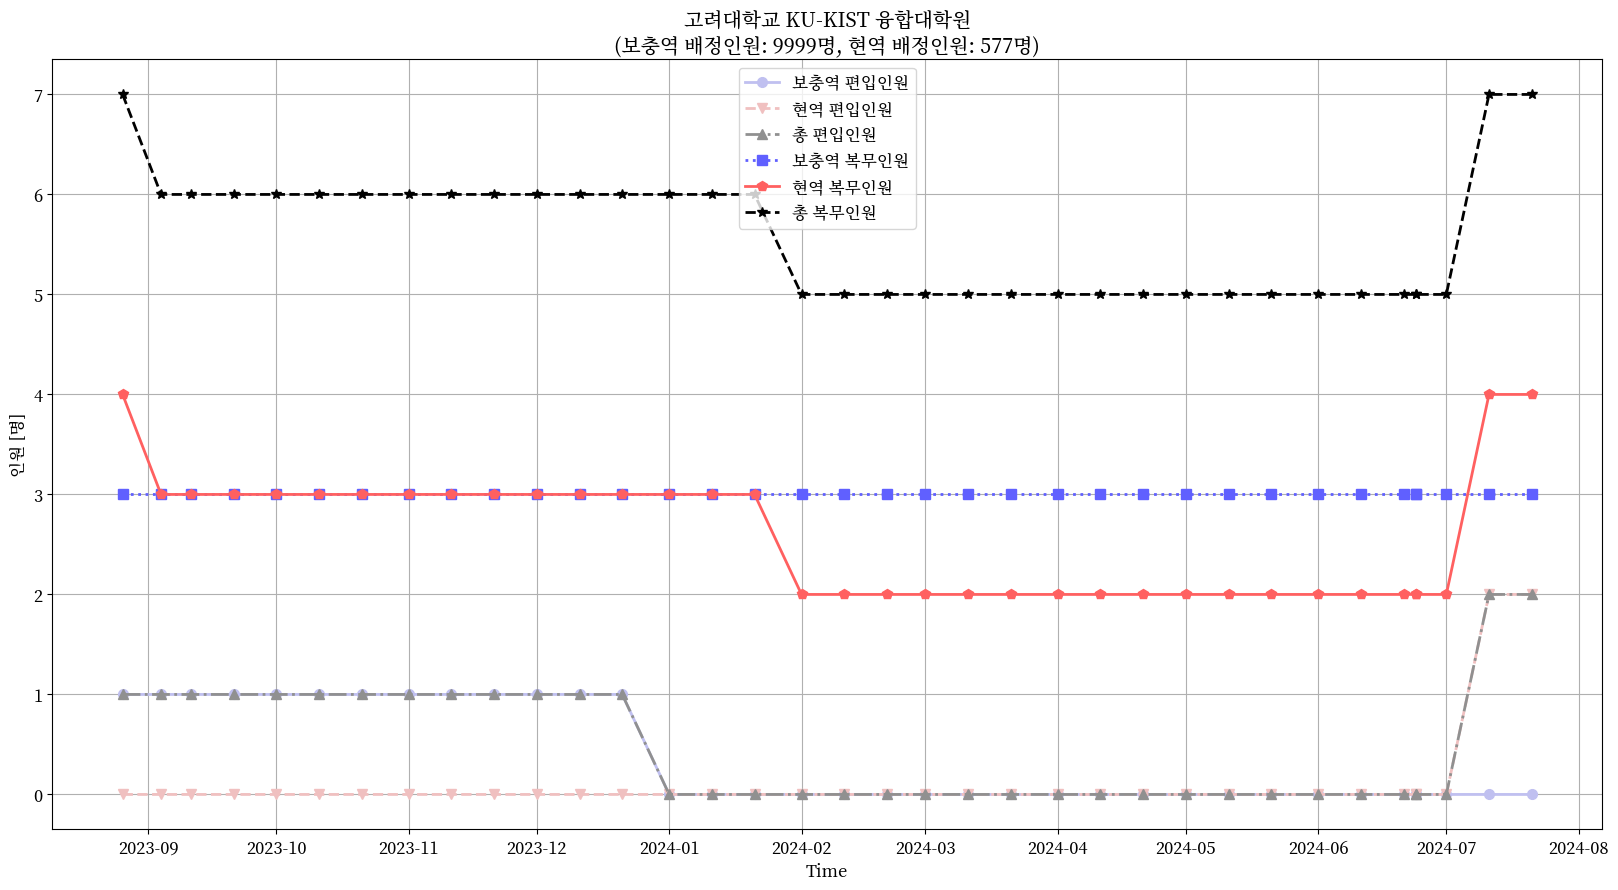 고려대학교 KU-KIST 융합대학원
(보충역 배정인원: 9999명, 현역 배정인원: 577명)
보충역 편입인원
현역 편입인원
총 편입인원
보충역 복무인원
현역 복무인원
총 복무인원
인원 [명]
7
6
5
4
3
2
1
0
2023-09 2023-10 2023-11 2023-12 2024-01 2024-02 2024-03 2024-04 2024-05 2024-06 2024-07 2024-08
Time